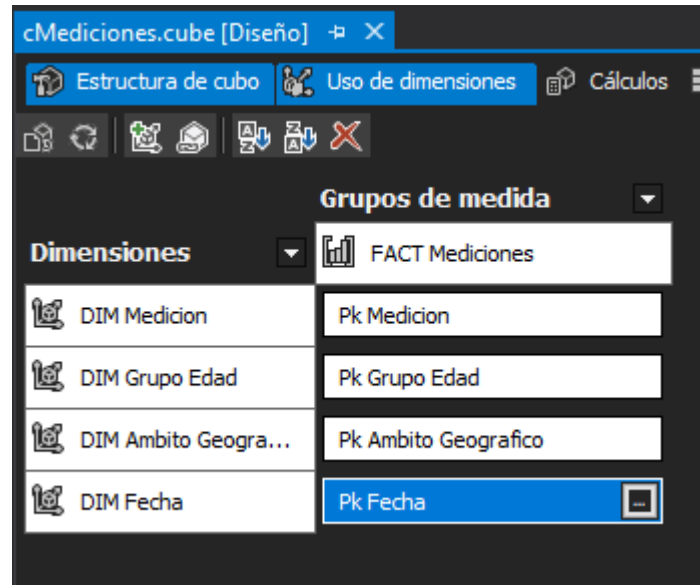 cMediciones.cube [Diseño]
Estructura de cubo Uso de dimensiones Cálculos
Grupos de medida
Dimensiones FACT Mediciones
DIM Medicion Pk Medicion
DIM Grupo Edad Pk Grupo Edad
DIM Ambito Geogra... Pk Ambito Geografico
DIM Fecha Pk Fecha